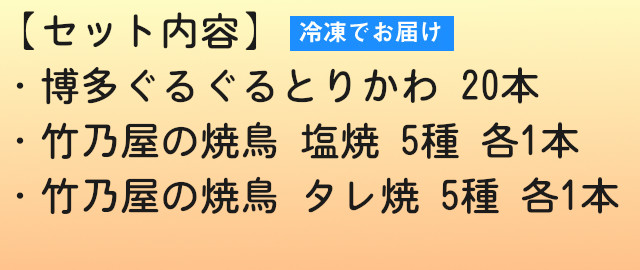 【セット内容】 冷凍でお届け
・博多ぐるぐるとりかわ 20本
・竹乃屋の焼鳥 塩焼 5種 各1本
・竹乃屋の焼鳥 タレ焼 5種 各1本